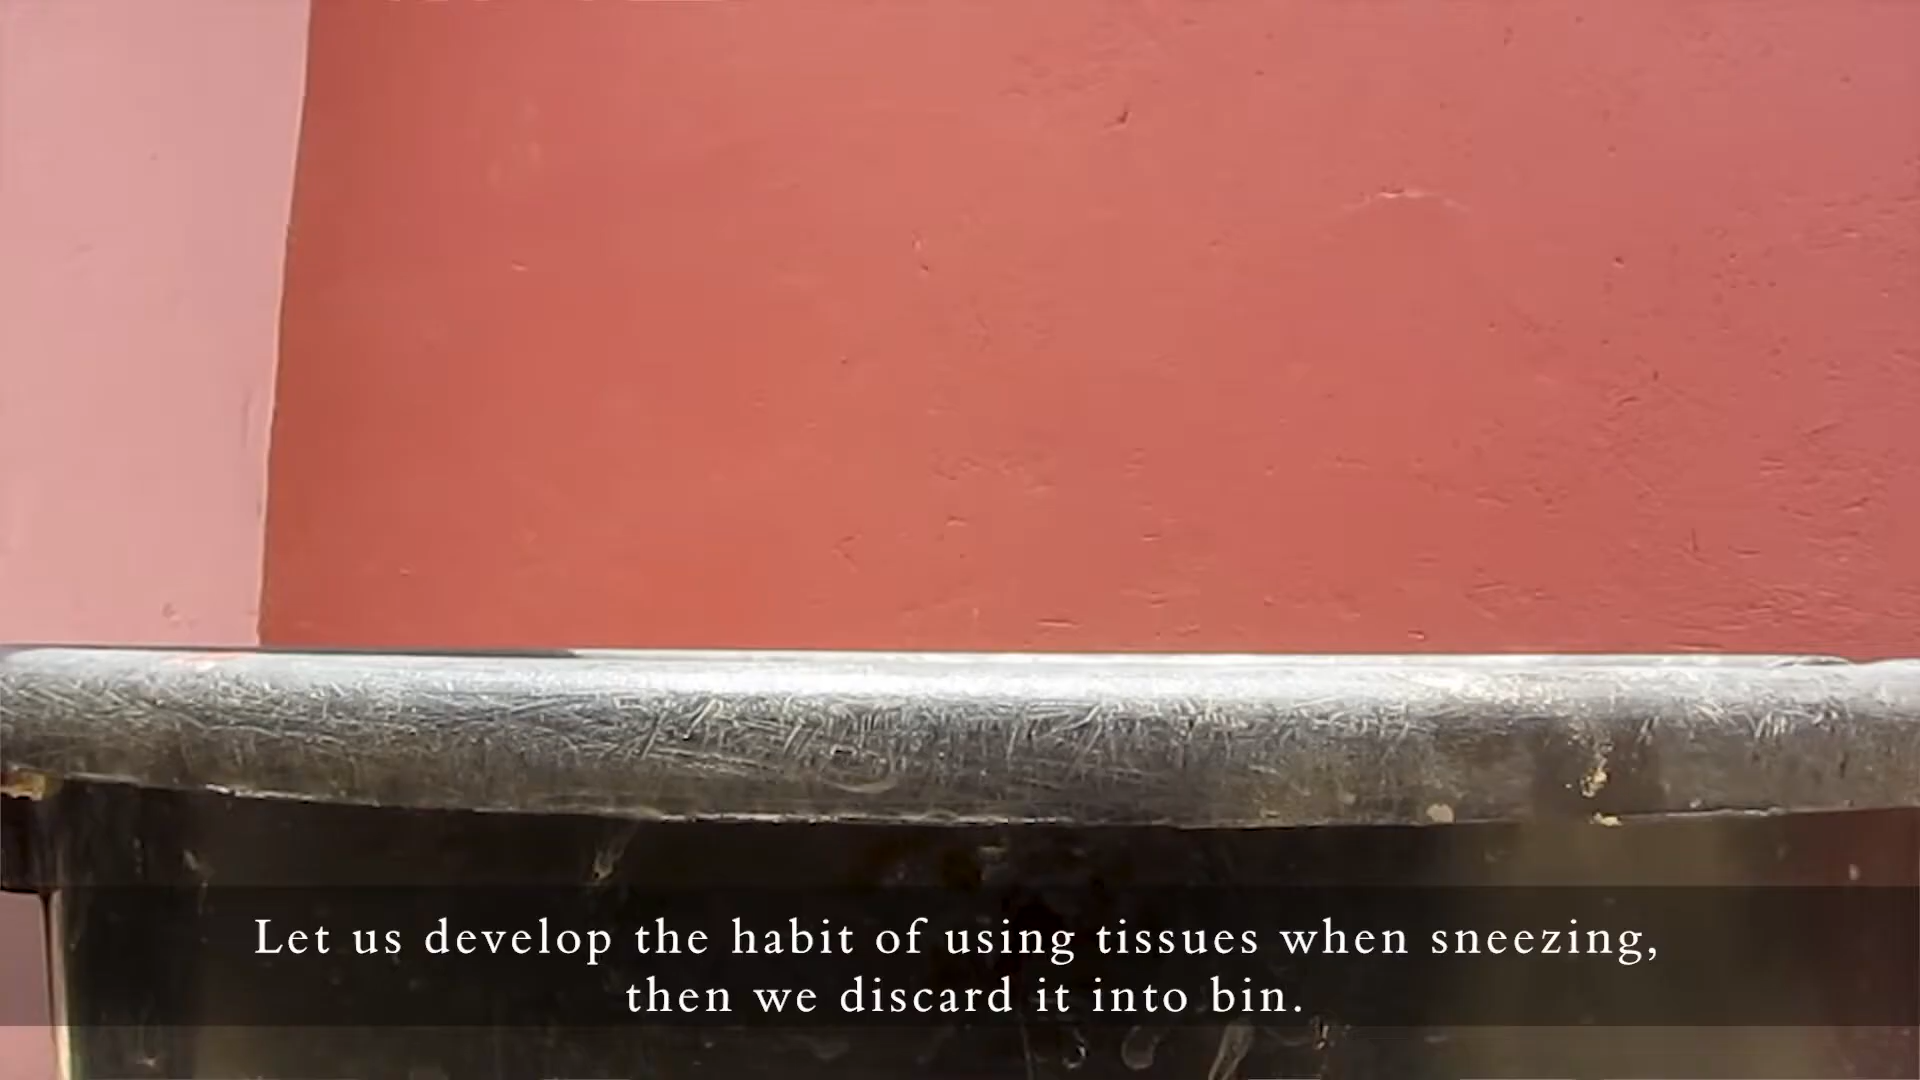 Let us develop the habit of using tissues when sneezing,
then we discard it into bin.